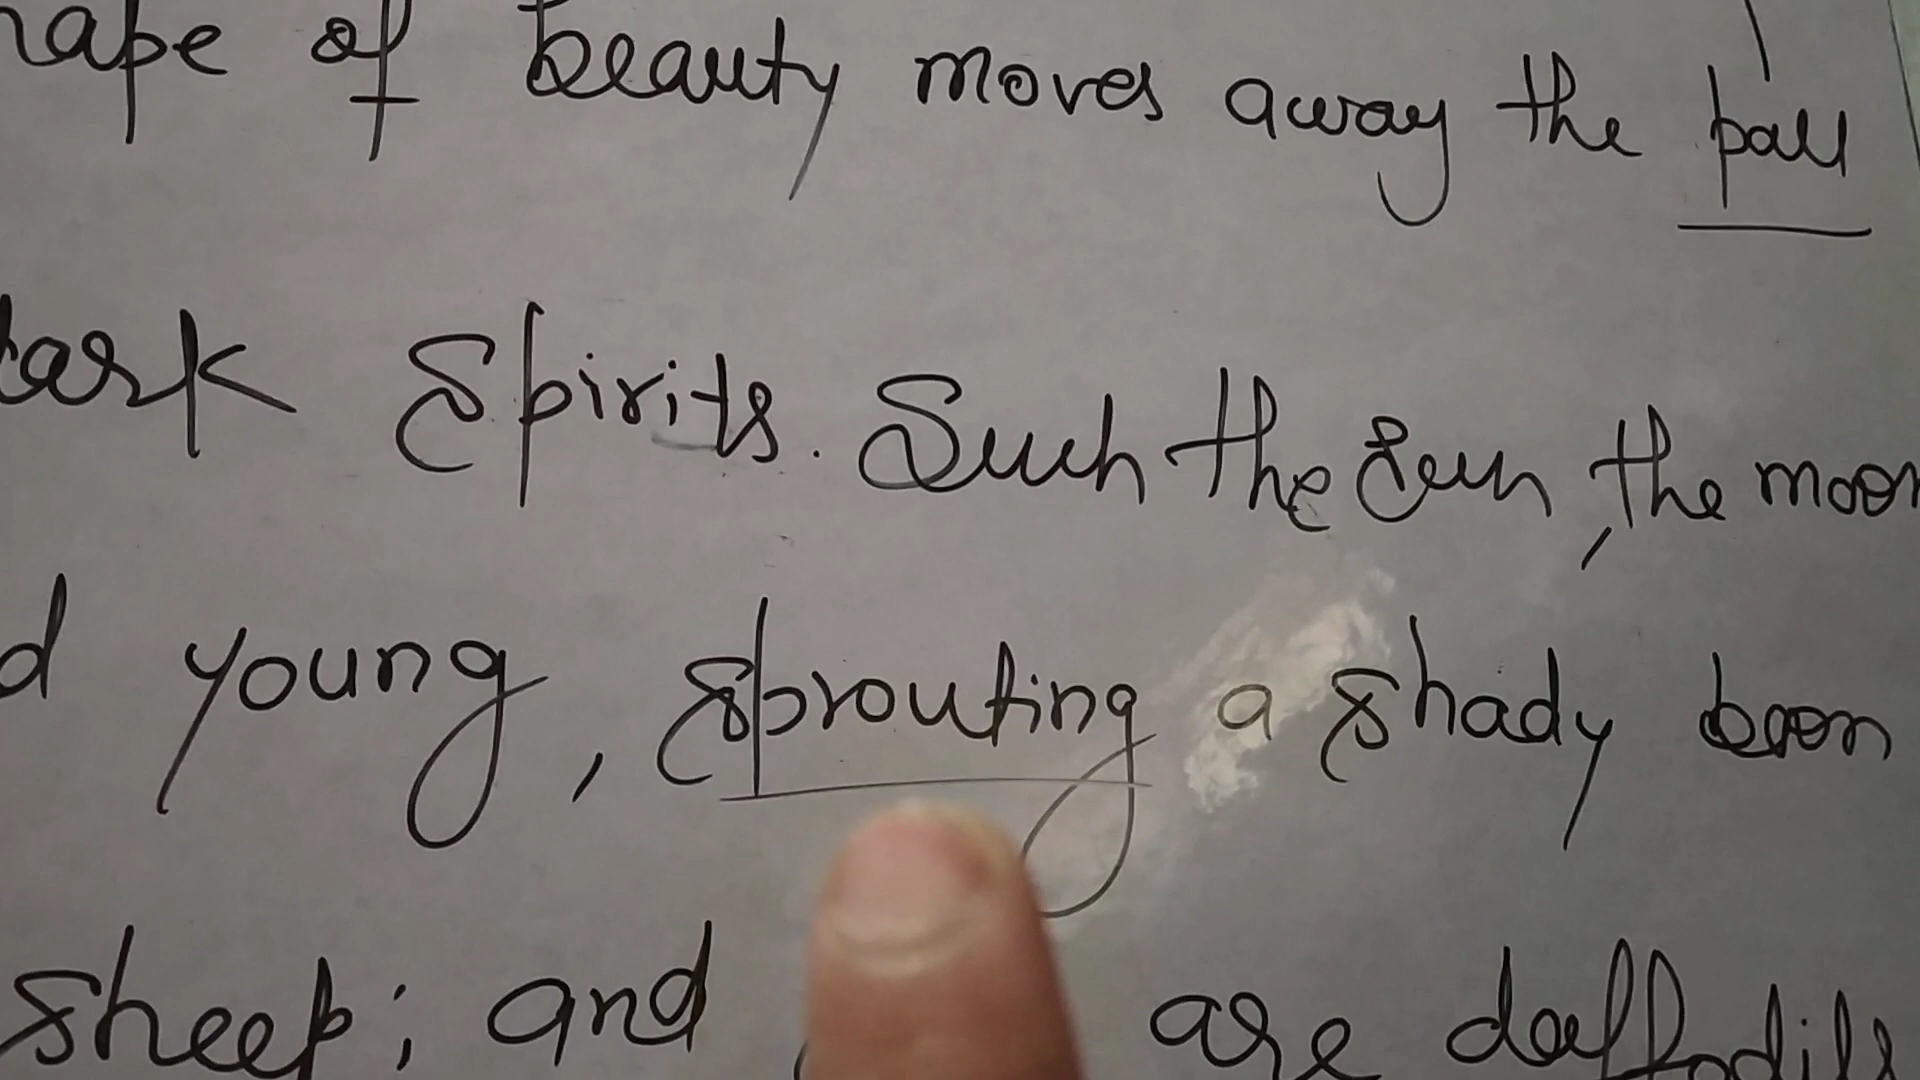 hape of beauty moves away the pall
dark spirits. Such the sun, the moon
d young, sprouting a shady boon
sheep; and are daffodils